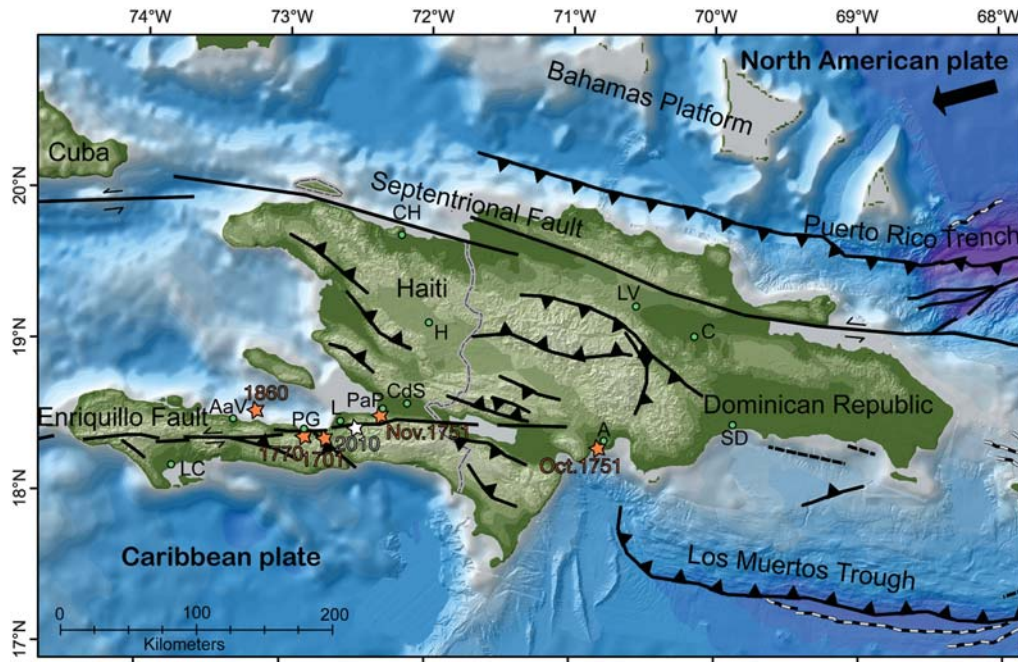 74°W 73°W 72°W 71°W 70°W 69°W 68°W
North American plate
Bahamas Platform
Cuba
20°N
Septentrional Fault
CH
Puerto Rico Trench
Haiti
LV
19°N
H
C
1860
CdS
PaP
AaV
L
Dominican Republic
Enriquillo Fault
PG
Nov.1751
2010
A
SD
1770
1701
LC
Oct.1751
18°N
Caribbean plate
Los Muertos Trough
0 100 200
Kilometers
17°N